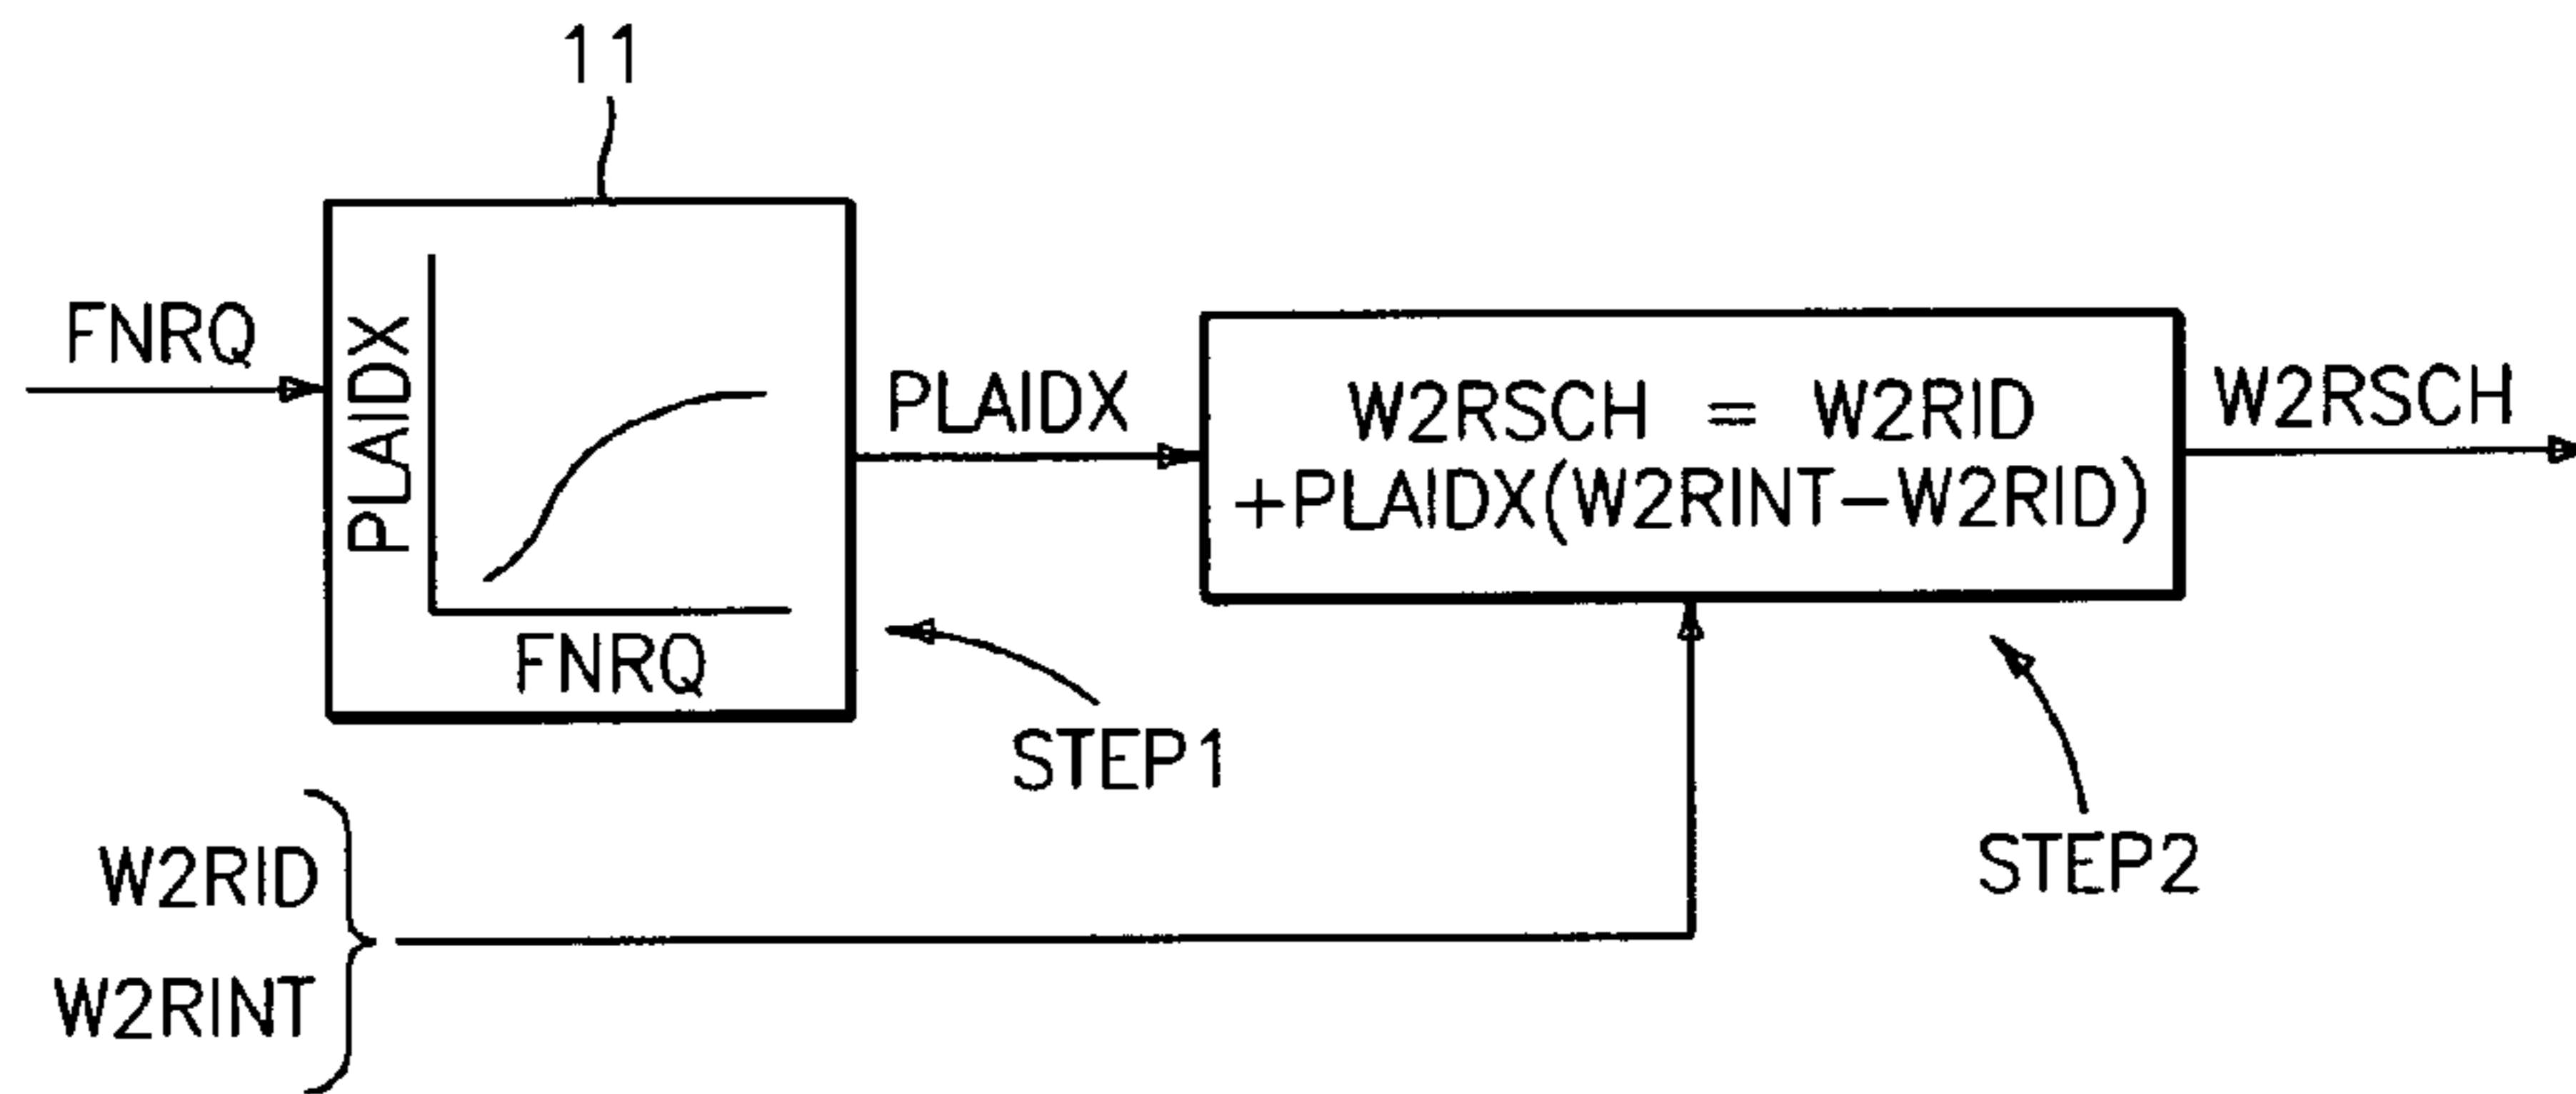 11
FNRQ
PLAIDX
FNRQ
PLAIDX
STEP1
W2RSCH = W2RID
+PLAIDX(W2RINT-W2RID)
W2RSCH
STEP2
W2RID
W2RINT